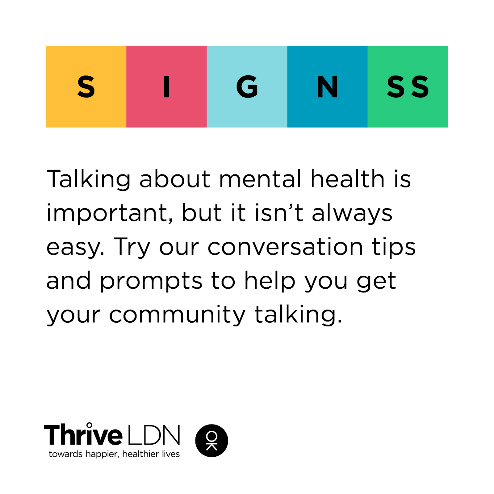 S I G N SS
Talking about mental health is
important, but it isn’t always
easy. Try our conversation tips
and prompts to help you get
your community talking.
Thrive LDN
towards happier, healthier lives
OK